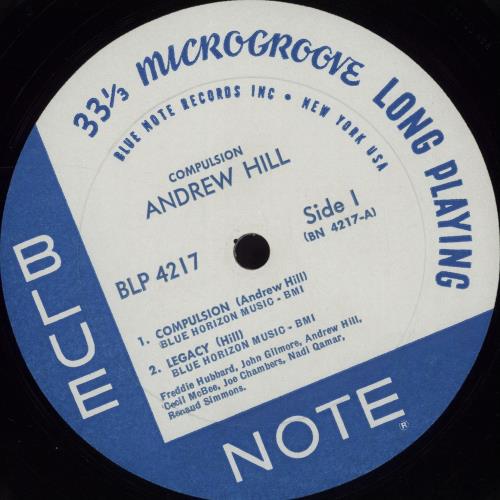 33⅓ MICROGROOVE LONG PLAYING
BLUE NOTE RECORDS INC • NEW YORK USA
COMPULSION
ANDREW HILL
BLP 4217
Side 1
(BN 4217-A)
1. COMPULSION (Andrew Hill)
BLUE HORIZON MUSIC - BMI
2. LEGACY (Hill)
BLUE HORIZON MUSIC - BMI
Freddie Hubbard, John Gilmore, Andrew Hill,
Cecil McBee, Joe Chambers, Nadi Qamar,
Renaud Simmons.
BLUE
NOTE®